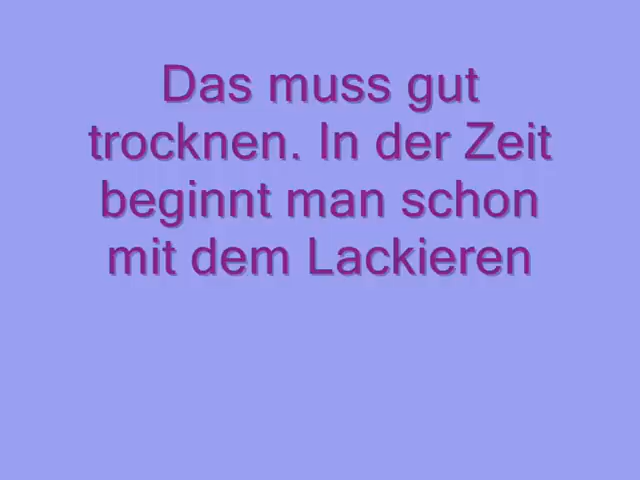 Das muss gut
trocknen. In der Zeit
beginnt man schon
mit dem Lackieren